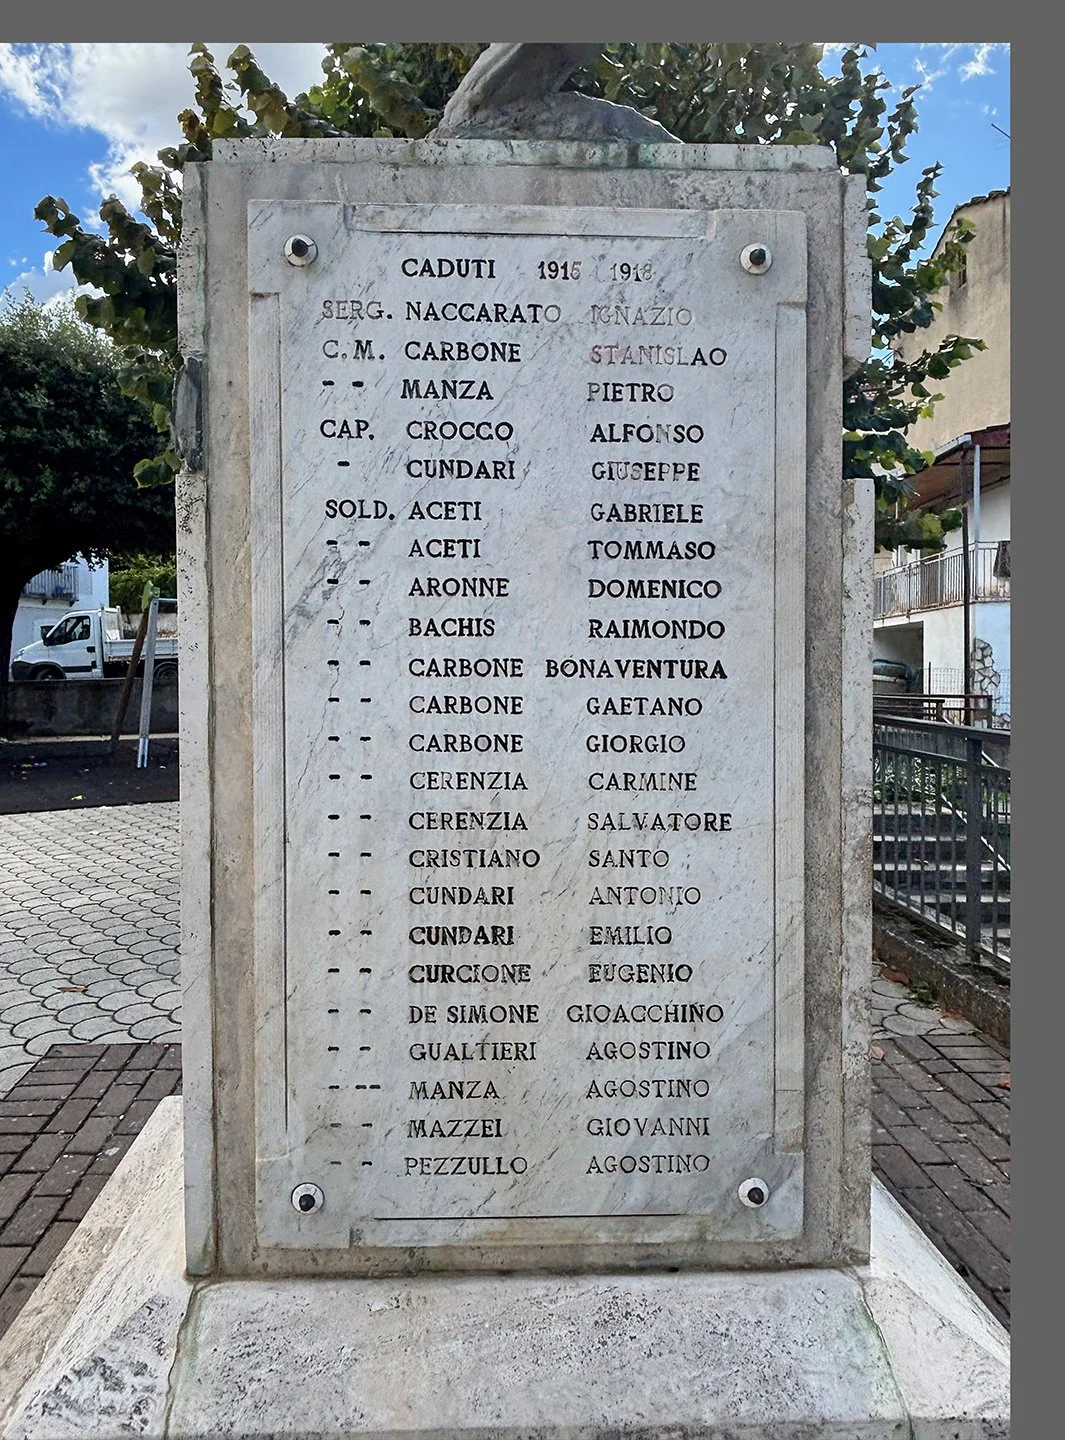 CADUTI 1915 1918
SERG. NACCARATO IGNAZIO
C.M. CARBONE STANISLAO
- - MANZA PIETRO
CAP. CROCCO ALFONSO
- CUNDARI GIUSEPPE
SOLD. ACETI GABRIELE
- - ACETI TOMMASO
- - ARONNE DOMENICO
- - BACHIS RAIMONDO
- - CARBONE BONAVENTURA
- - CARBONE GAETANO
- - CARBONE GIORGIO
- - CERENZIA CARMINE
- - CERENZIA SALVATORE
- - CRISTIANO SANTO
- - CUNDARI ANTONIO
- - CUNDARI EMILIO
- - CURCIONE EUGENIO
- - DE SIMONE GIOACCHINO
- - GUALTIERI AGOSTINO
- -- MANZA AGOSTINO
- - MAZZEI GIOVANNI
- - PEZZULLO AGOSTINO